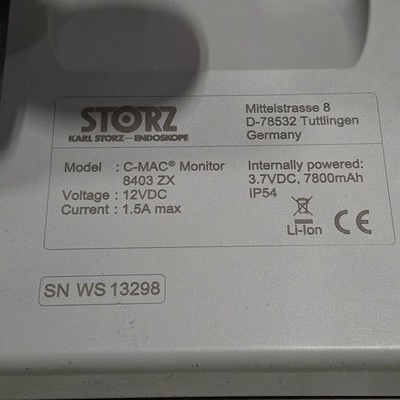 STORZ
KARL STORZ—ENDOSKOPE
Mittelstrasse 8
D-78532 Tuttlingen
Germany
Model : C-MAC® Monitor
8403 ZX
Voltage : 12VDC
Current : 1.5A max
Internally powered:
3.7VDC, 7800mAh
IP54
Li-Ion CE
SN WS 13298